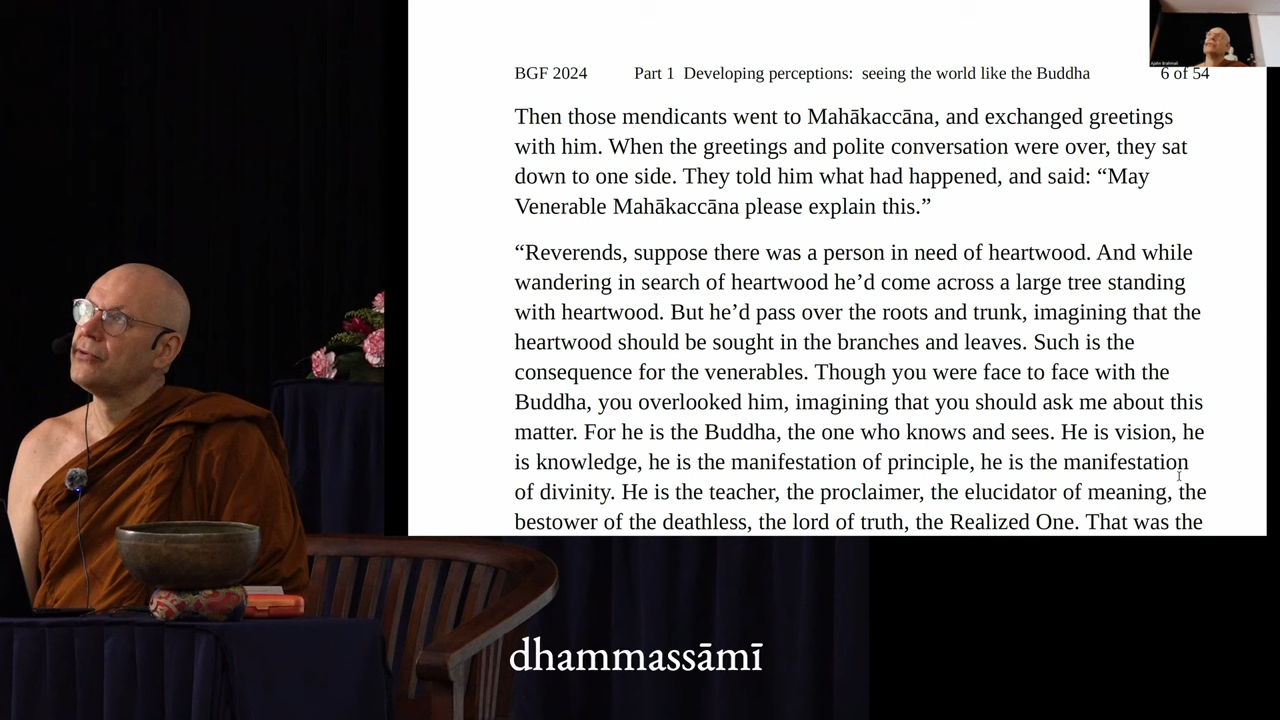 BGF 2024 Part 1 Developing perceptions: seeing the world like the Buddha 6 of 54
Then those mendicants went to Mahākaccāna, and exchanged greetings
with him. When the greetings and polite conversation were over, they sat
down to one side. They told him what had happened, and said: “May
Venerable Mahākaccāna please explain this.”
“Reverends, suppose there was a person in need of heartwood. And while
wandering in search of heartwood he’d come across a large tree standing
with heartwood. But he’d pass over the roots and trunk, imagining that the
heartwood should be sought in the branches and leaves. Such is the
consequence for the venerables. Though you were face to face with the
Buddha, you overlooked him, imagining that you should ask me about this
matter. For he is the Buddha, the one who knows and sees. He is vision, he
is knowledge, he is the manifestation of principle, he is the manifestation
of divinity. He is the teacher, the proclaimer, the elucidator of meaning, the
bestower of the deathless, the lord of truth, the Realized One. That was the
dhammassāmī